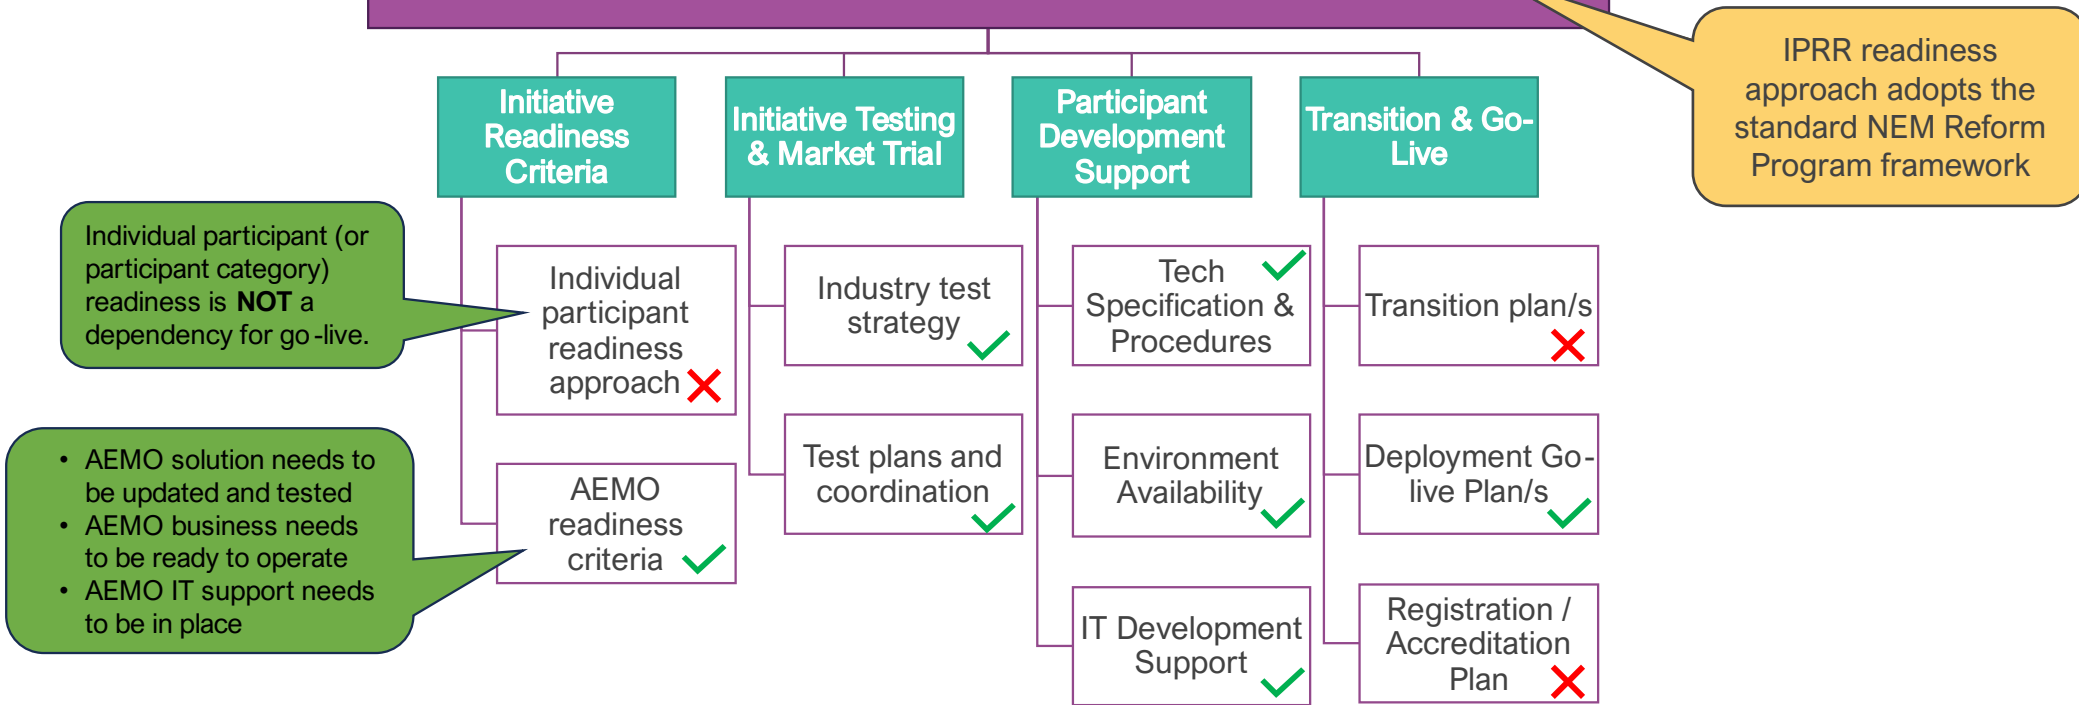 IPRR readiness
approach adopts the
standard NEM Reform
Program framework
Initiative
Readiness
Criteria
Initiative Testing
& Market Trial
Participant
Development
Support
Transition & Go-
Live
Individual participant (or
participant category)
readiness is NOT a
dependency for go-live.
Individual
participant
readiness
approach
Industry test
strategy
Tech
Specification &
Procedures
Transition plan/s
• AEMO solution needs to
be updated and tested
• AEMO business needs
to be ready to operate
• AEMO IT support needs
to be in place
AEMO
readiness
criteria
Test plans and
coordination
Environment
Availability
Deployment Go-
live Plan/s
IT Development
Support
Registration /
Accreditation
Plan